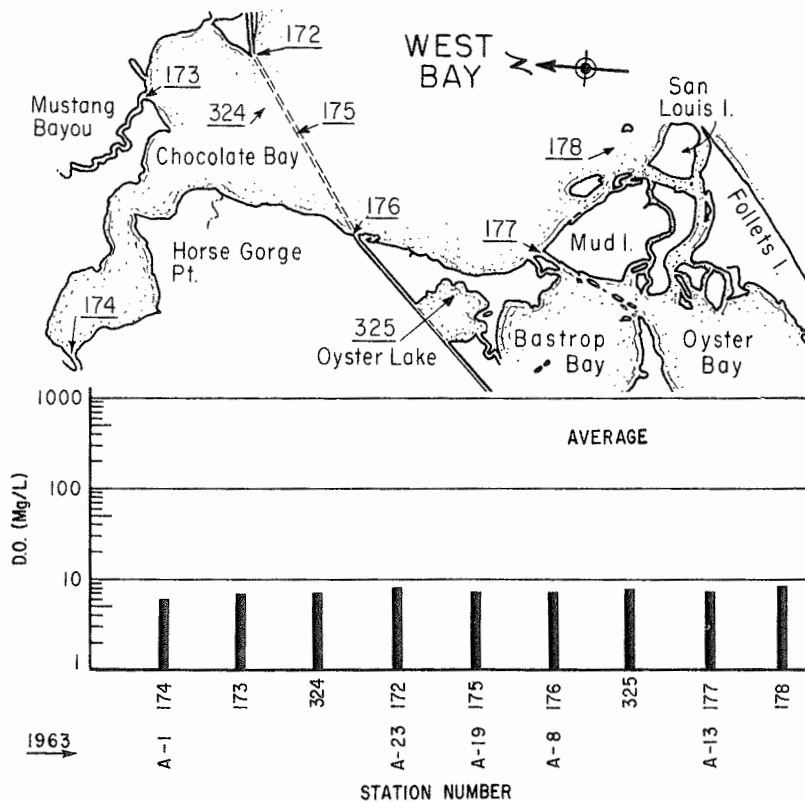 172
WEST
BAY
N
San
Louis I.
173
Mustang
Bayou
324
175
178
Chocolate Bay
Follets I.
176
177
Mud I.
Horse Gorge
Pt.
174
325
Oyster Lake
Bastrop
Bay
Oyster
Bay
1000
AVERAGE
100
D.O. (Mg/L)
10
1
174 173 324 172 175 176 325 177 178
1963 A-1 A-23 A-19 A-8 A-13
STATION NUMBER